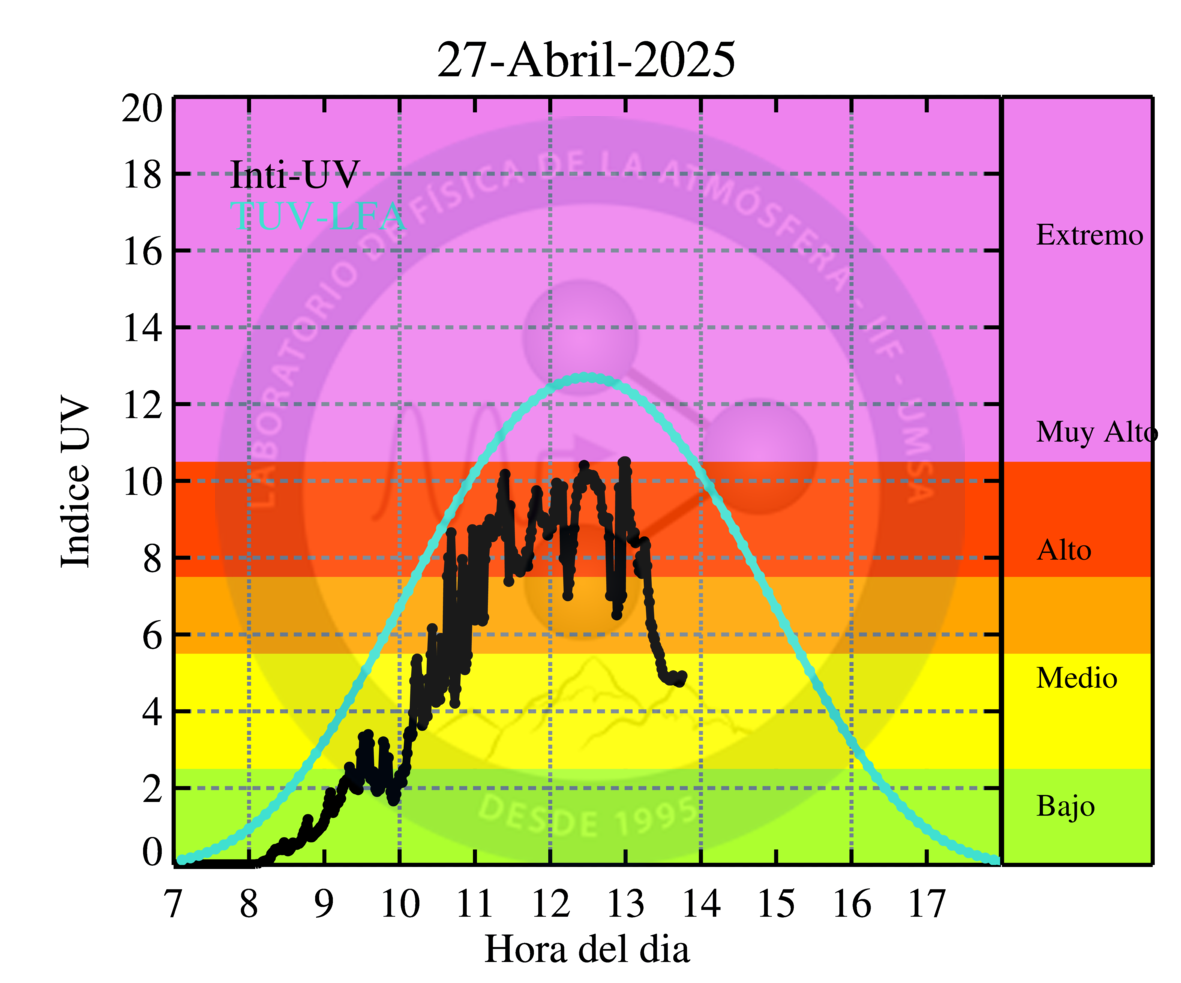 27-Abril-2025
Inti-UV
TUV-LFA
Indice UV
20
18
16
14
12
10
8
6
4
2
0
7 8 9 10 11 12 13 14 15 16 17
Hora del dia
Extremo
Muy Alto
Alto
Medio
Bajo
LABORATORIO DE FÍSICA DE LA ATMÓSFERA - IIF - UMSA
DESDE 1995